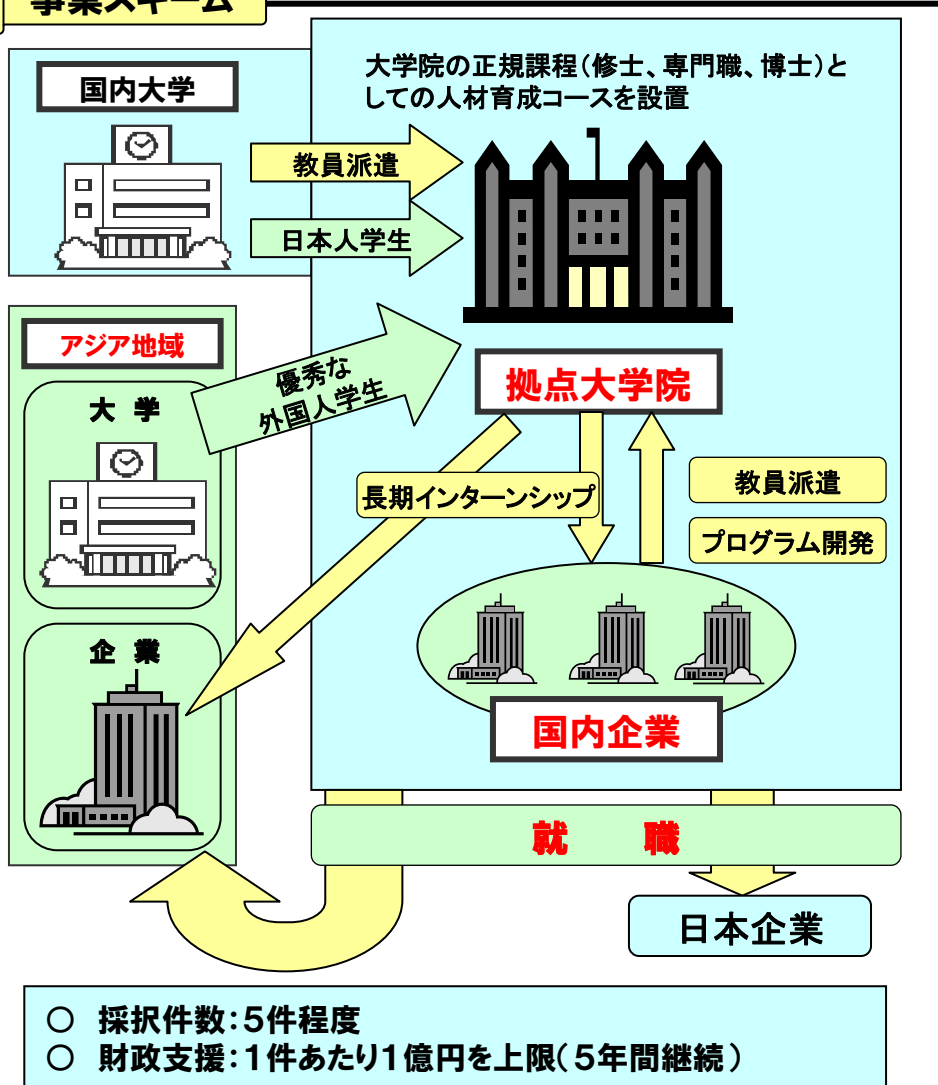 事業スキーム
国内大学
大学院の正規課程(修士、専門職、博士)と
しての人材育成コースを設置
教員派遣
日本人学生
アジア地域
大 学
優秀な
外国人学生
拠点大学院
長期インターンシップ
教員派遣
プログラム開発
企 業
国内企業
就 職
日本企業
○ 採択件数:5件程度
○ 財政支援:1件あたり1億円を上限(5年間継続)